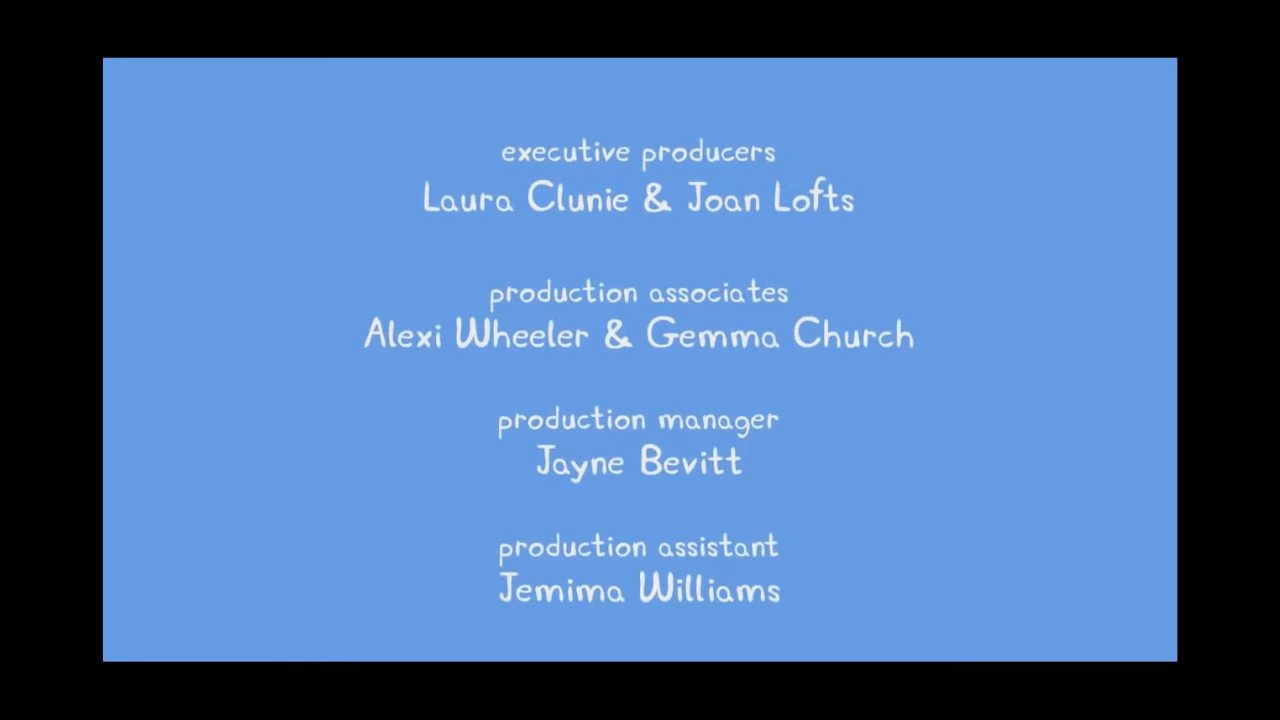 executive producers
Laura Clunie & Joan Lofts
production associates
Alexi Wheeler & Gemma Church
production manager
Jayne Bevitt
production assistant
Jemima Williams